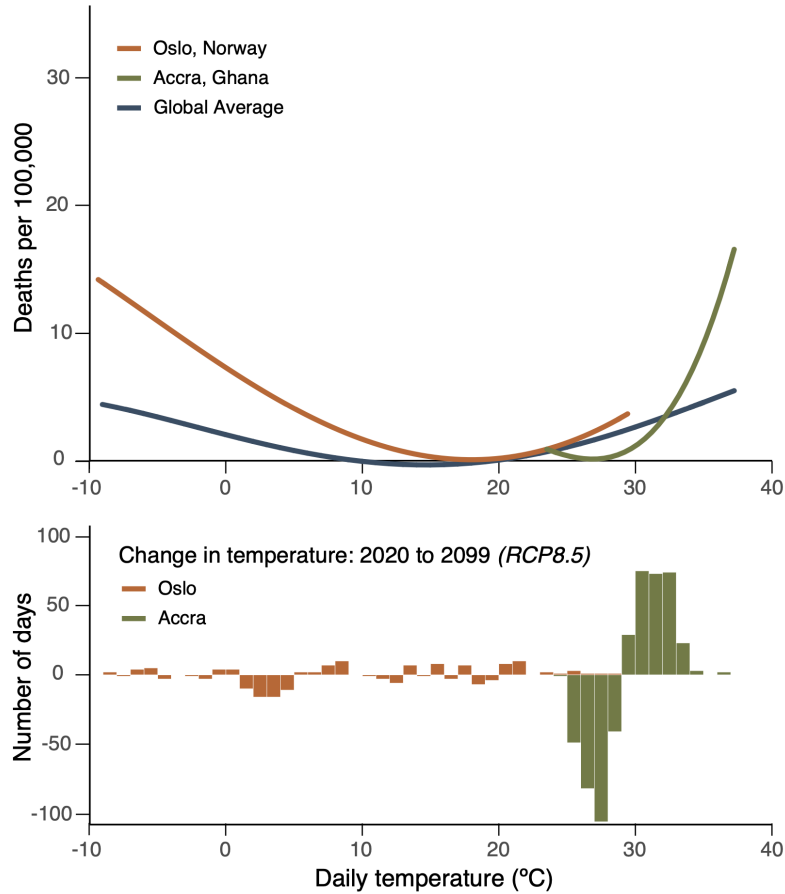 Oslo, Norway
Accra, Ghana
Global Average
Deaths per 100,000
30
20
10
0
-10 0 10 20 30 40
Change in temperature: 2020 to 2099 (RCP8.5)
Oslo
Accra
Number of days
100
50
0
-50
-100
-10 0 10 20 30 40
Daily temperature (ºC)